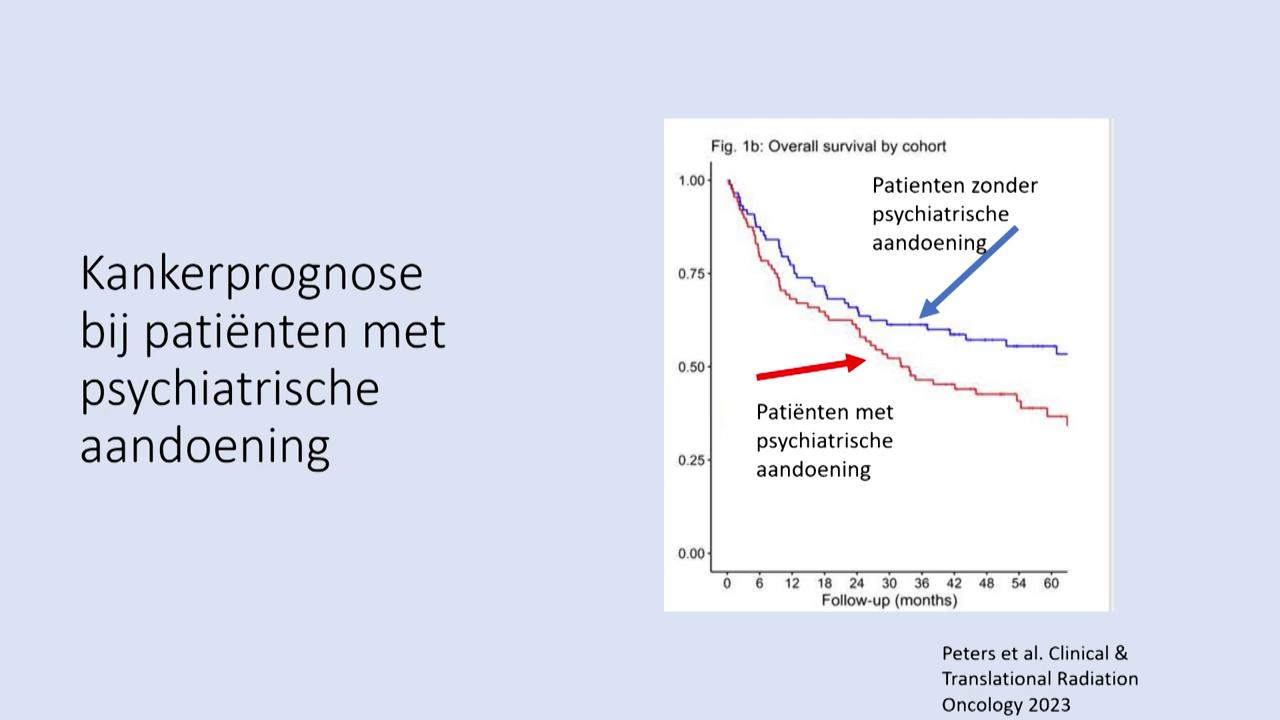 Kankerprognose
bij patiënten met
psychiatrische
aandoening
Fig. 1b: Overall survival by cohort
Patienten zonder
psychiatrische
aandoening
Patiënten met
psychiatrische
aandoening
1.00
0.75
0.50
0.25
0.00
0 6 12 18 24 30 36 42 48 54 60
Follow-up (months)
Peters et al. Clinical &
Translational Radiation
Oncology 2023